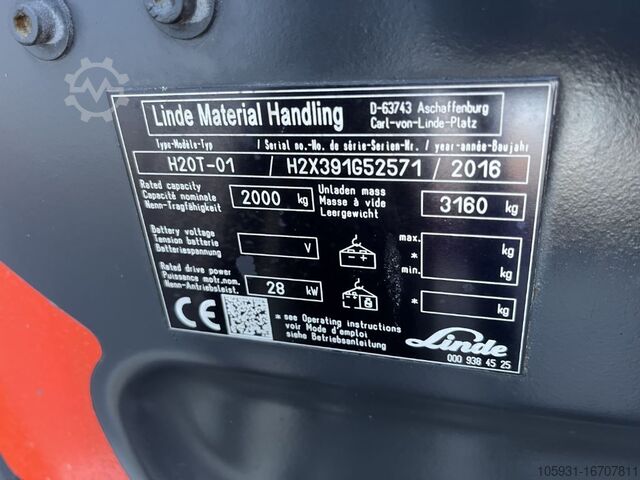 Linde Material Handling
D-63743 Aschaffenburg
Carl-von-Linde-Platz
Type-Modèle-Typ / Serial no.-No. de série-Serien-Nr. / year-année-Baujahr
H20T-01 / H2X391G52571 / 2016
Rated capacity
Capacité nominale
Nenn-Tragfähigkeit
2000 kg
Unladen mass
Masse à vide
Leergewicht
3160 kg
Battery voltage
Tension batterie
Batteriespannung
V
max.
*
min.
kg
kg
Rated drive power
Puissance motr.nom.
Nenn-Antriebsleist.
28 kW
* kg
CE
* see Operating instructions
voir Mode d'emploi
siehe Betriebsanleitung
Linde
000 938 45 25
105931-16707811